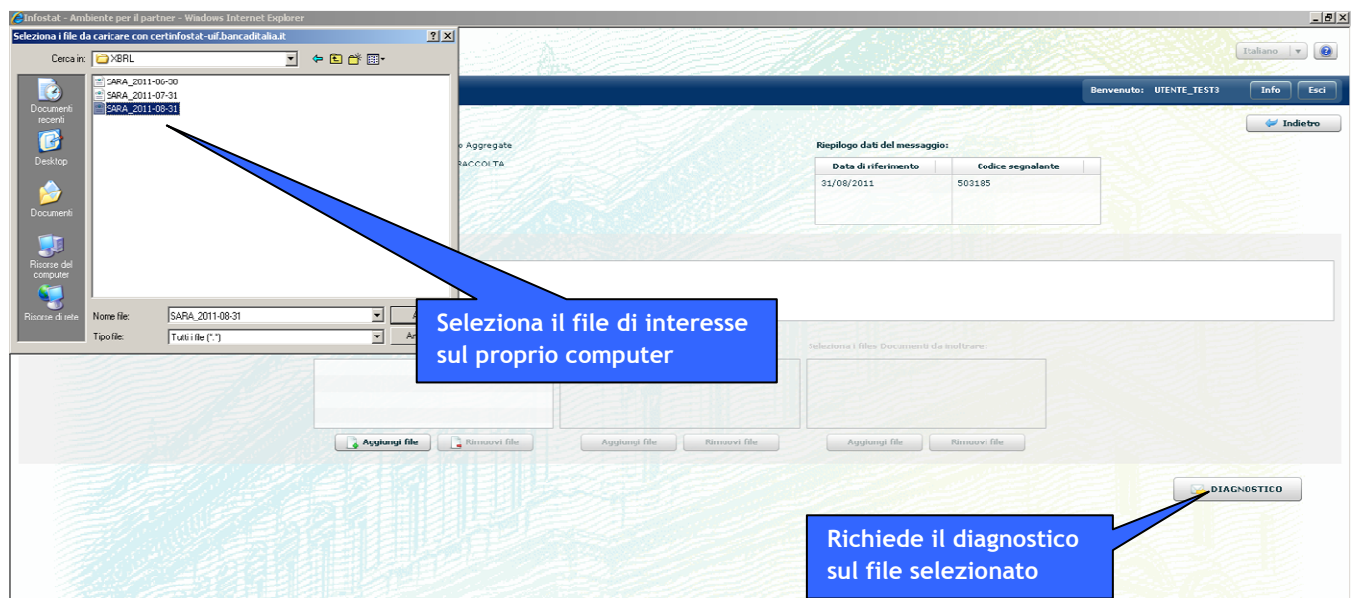 Infostat - Ambiente per il partner - Windows Internet Explorer
Seleziona i file da caricare con certinfostat-uif.bancaditalia.it
Cerca in: XBRL
Italiano
SARA_2011-06-30
SARA_2011-07-31
SARA_2011-08-31
Documenti
recenti
Desktop
Documenti
Risorse del
computer
Risorse di rete
Benvenuto: UTENTE_TEST3 Info Esci
Indietro
Aggregate
RACCOLTA
Riepilogo dati del messaggio:
Data di riferimento Codice segnalante
31/08/2011 503185
Nome file: SARA_2011-08-31
Tipo file: Tutti i file (*.*)
Seleziona il file di interesse
sul proprio computer
Seleziona i files Documenti da inoltrare:
Aggiungi file Rimuovi file Aggiungi file Rimuovi file Aggiungi file Rimuovi file
DIAGNOSTICO
Richiede il diagnostico
sul file selezionato